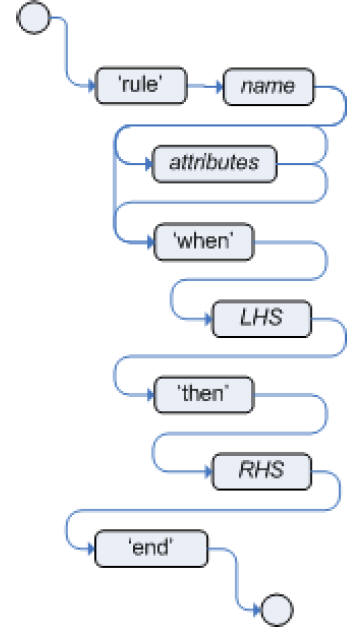 ‘rule’ name
attributes
‘when’
LHS
‘then’
RHS
‘end’